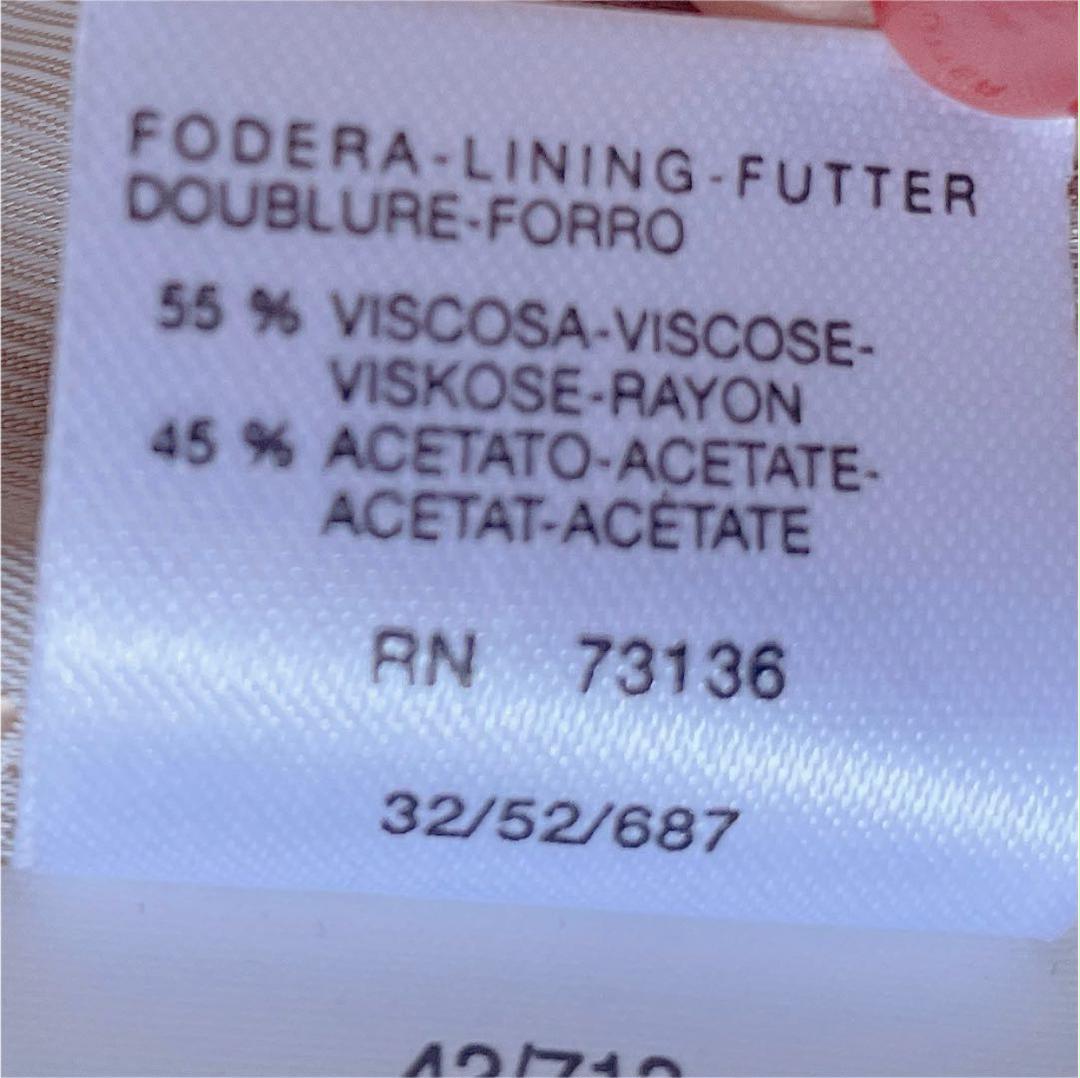 FODERA-LINING-FUTTER
DOUBLURE-FORRO
55 % VISCOSA-VISCOSE-
VISKOSE-RAYON
45 % ACETATO-ACETATE-
ACETAT-ACÉTATE
RN 73136
32/52/687